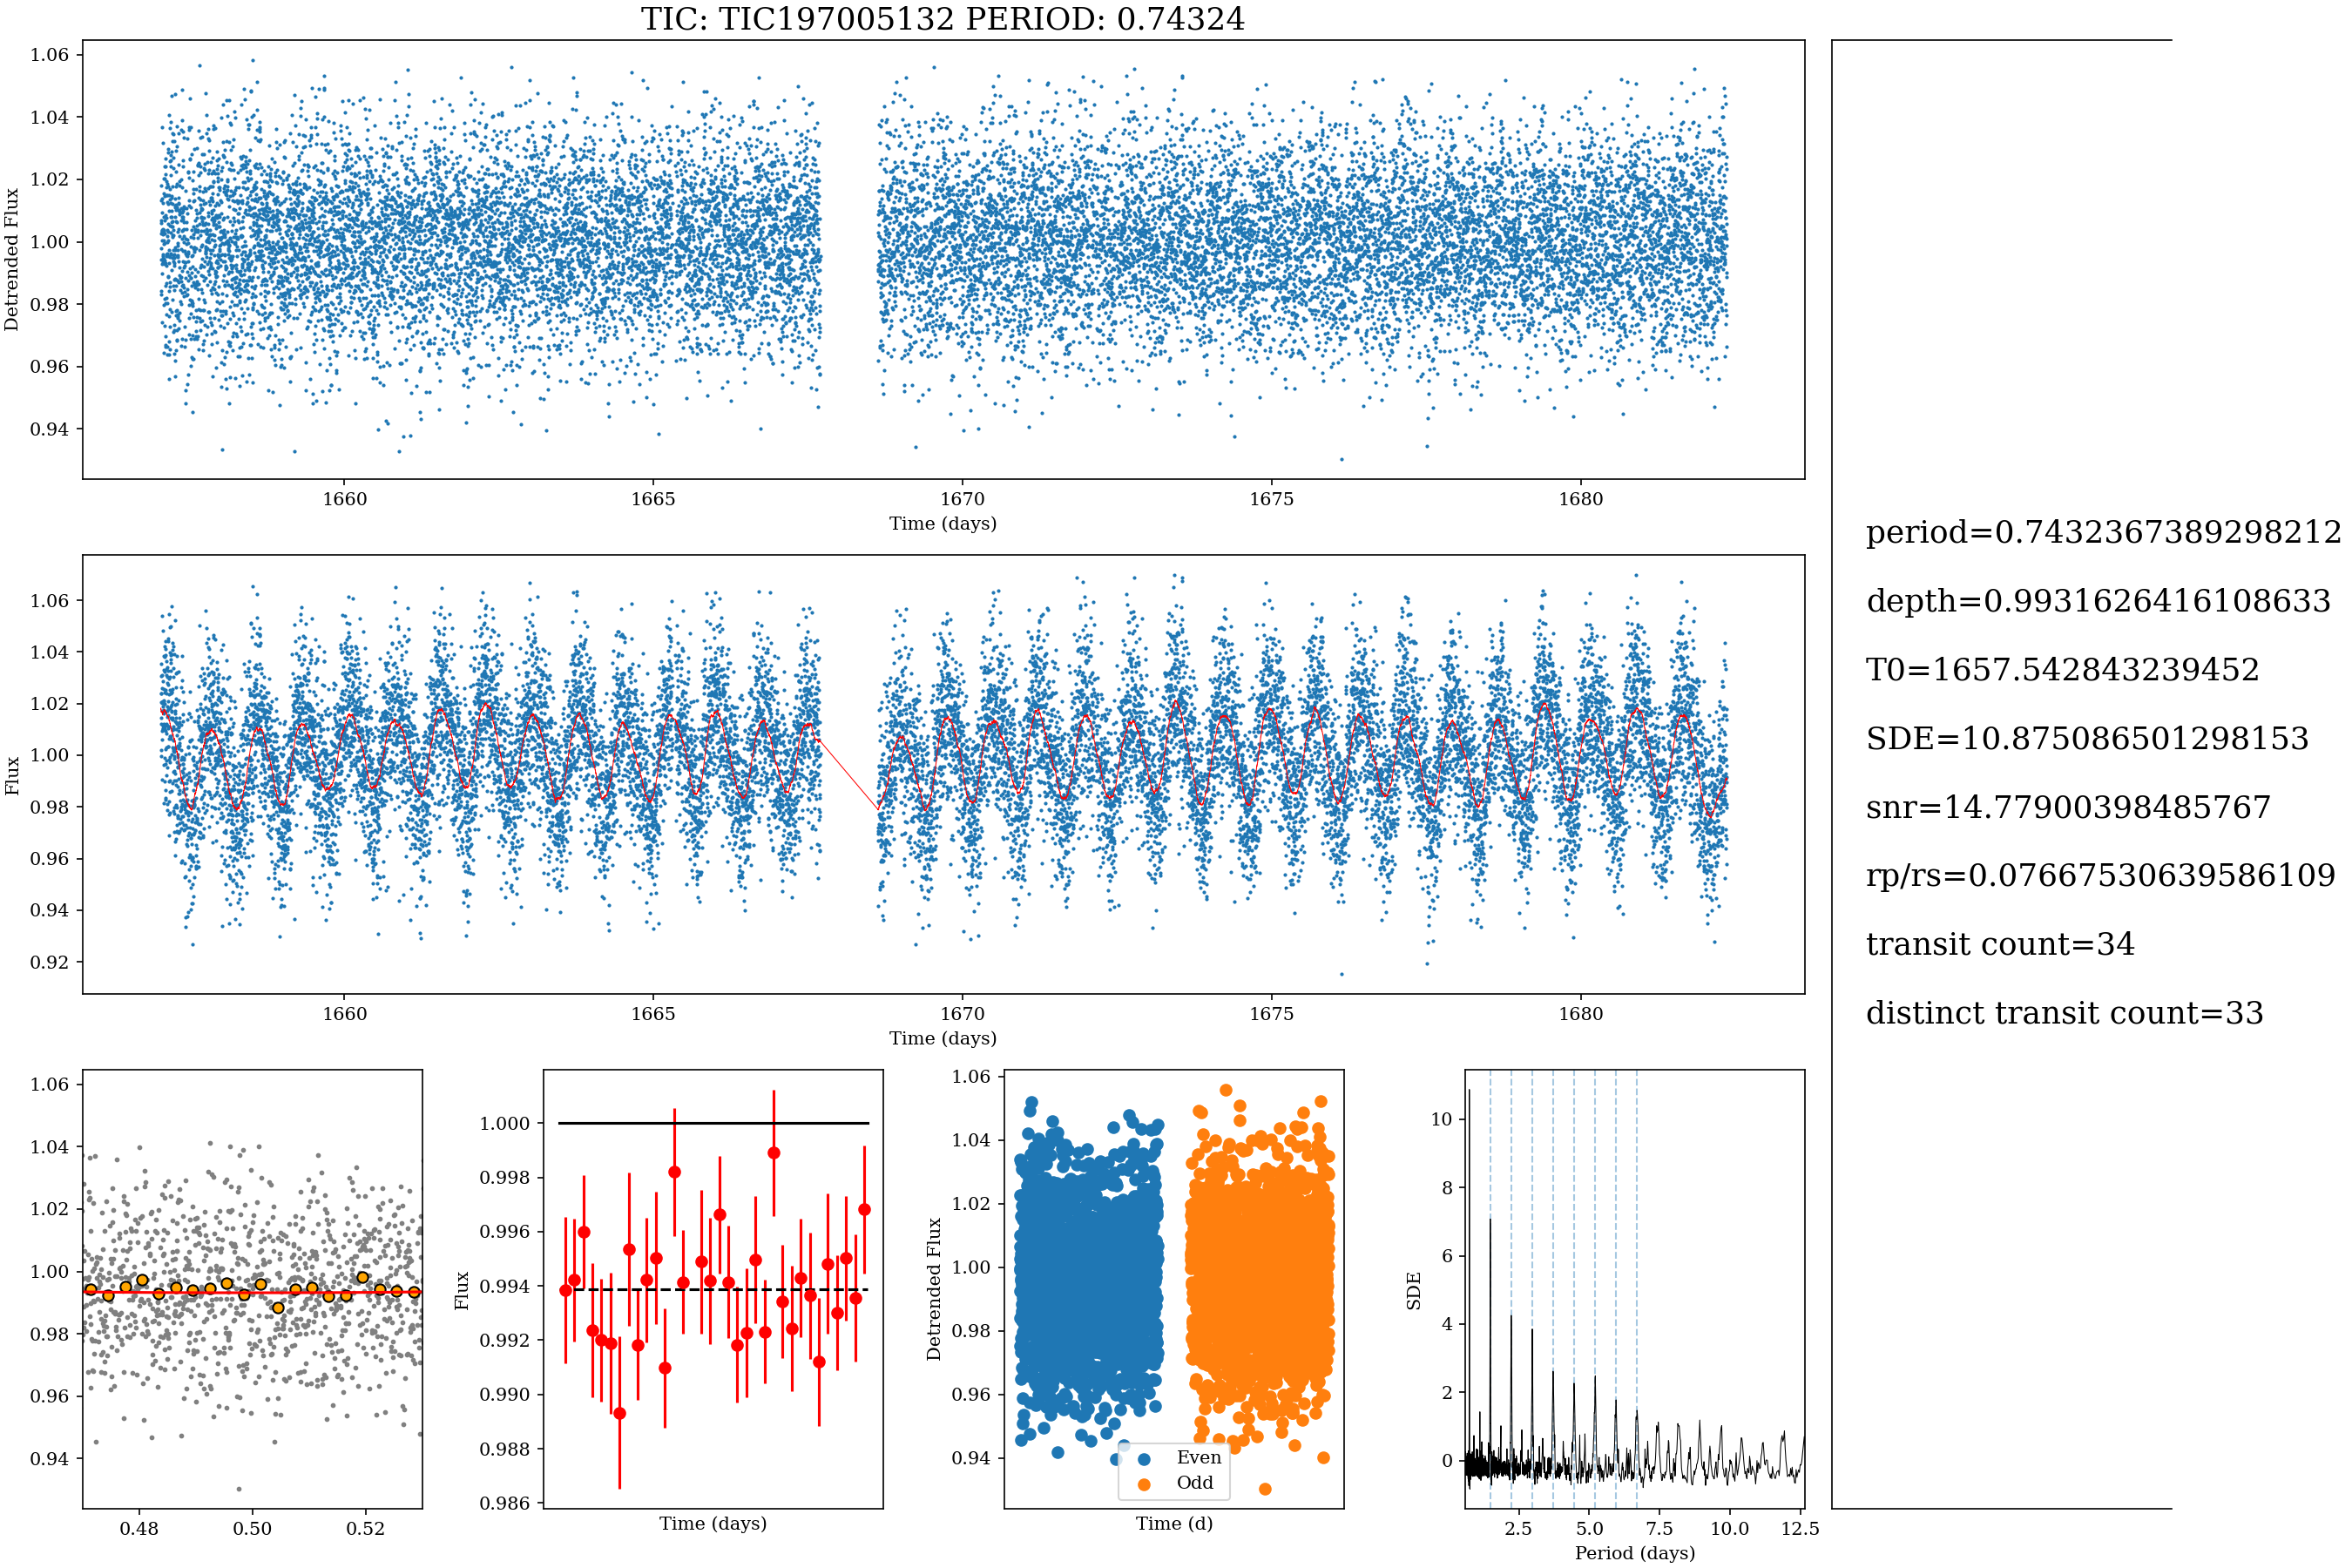 TIC: TIC197005132 PERIOD: 0.74324
1.06
1.04
1.02
1.00
0.98
0.96
0.94
Detrended Flux
1660
1665
1670
1675
1680
Time (days)
1.06
1.04
1.02
1.00
0.98
0.96
0.94
0.92
Flux
1660
1665
1670
1675
1680
Time (days)
period=0.7432367389298212
depth=0.9931626416108633
T0=1657.542843239452
SDE=10.875086501298153
snr=14.77900398485767
rp/rs=0.07667530639586109
transit count=34
distinct transit count=33
1.06
1.04
1.02
1.00
0.98
0.96
0.94
0.48
0.50
0.52
1.000
0.998
0.996
0.994
0.992
0.990
0.988
0.986
Flux
Time (days)
1.06
1.04
1.02
1.00
0.98
0.96
0.94
Detrended Flux
Even
Odd
Time (d)
10
8
6
4
2
0
SDE
2.5
5.0
7.5
10.0
12.5
Period (days)